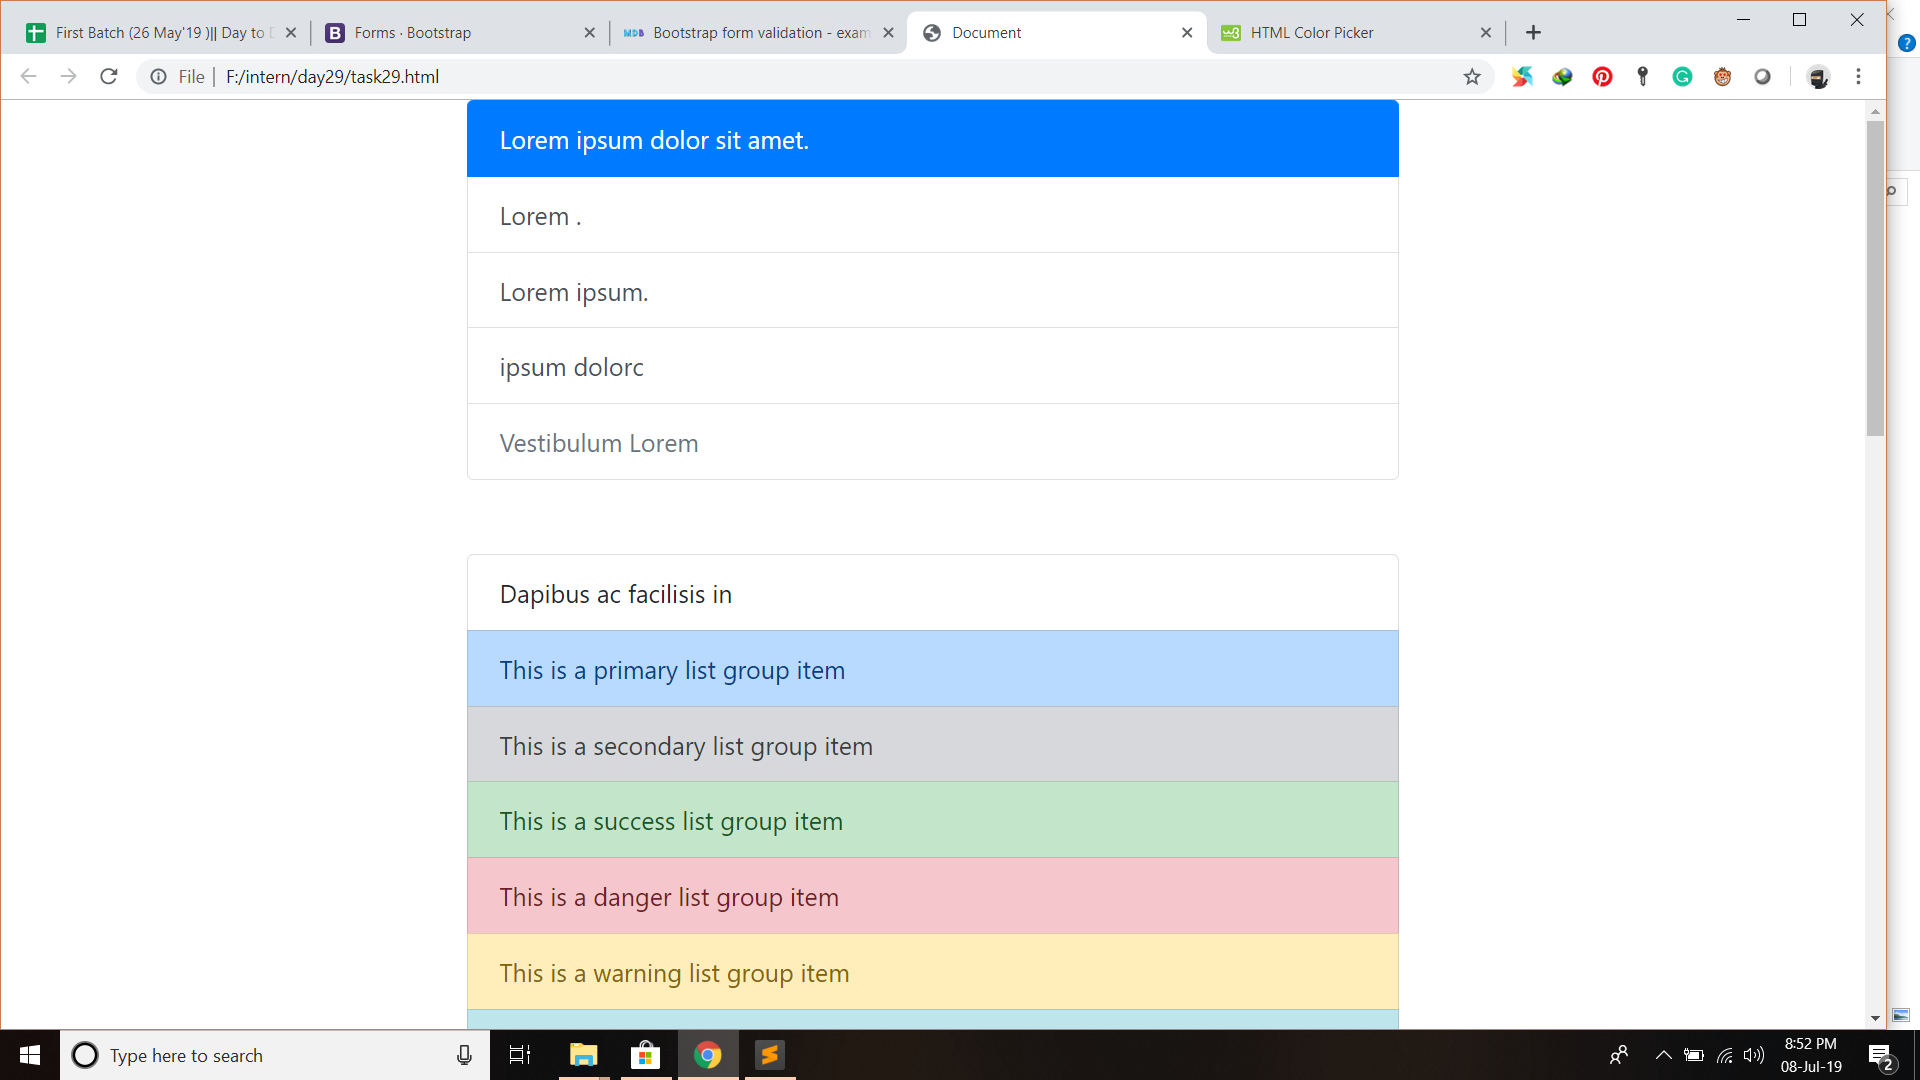 First Batch (26 May'19 )|| Day to D
Forms · Bootstrap
MDB
Bootstrap form validation - exam
Document
HTML Color Picker
File
F:/intern/day29/task29.html
Lorem ipsum dolor sit amet.
Lorem .
Lorem ipsum.
ipsum dolorc
Vestibulum Lorem
Dapibus ac facilisis in
This is a primary list group item
This is a secondary list group item
This is a success list group item
This is a danger list group item
This is a warning list group item
Type here to search
8:52 PM
08-Jul-19
2